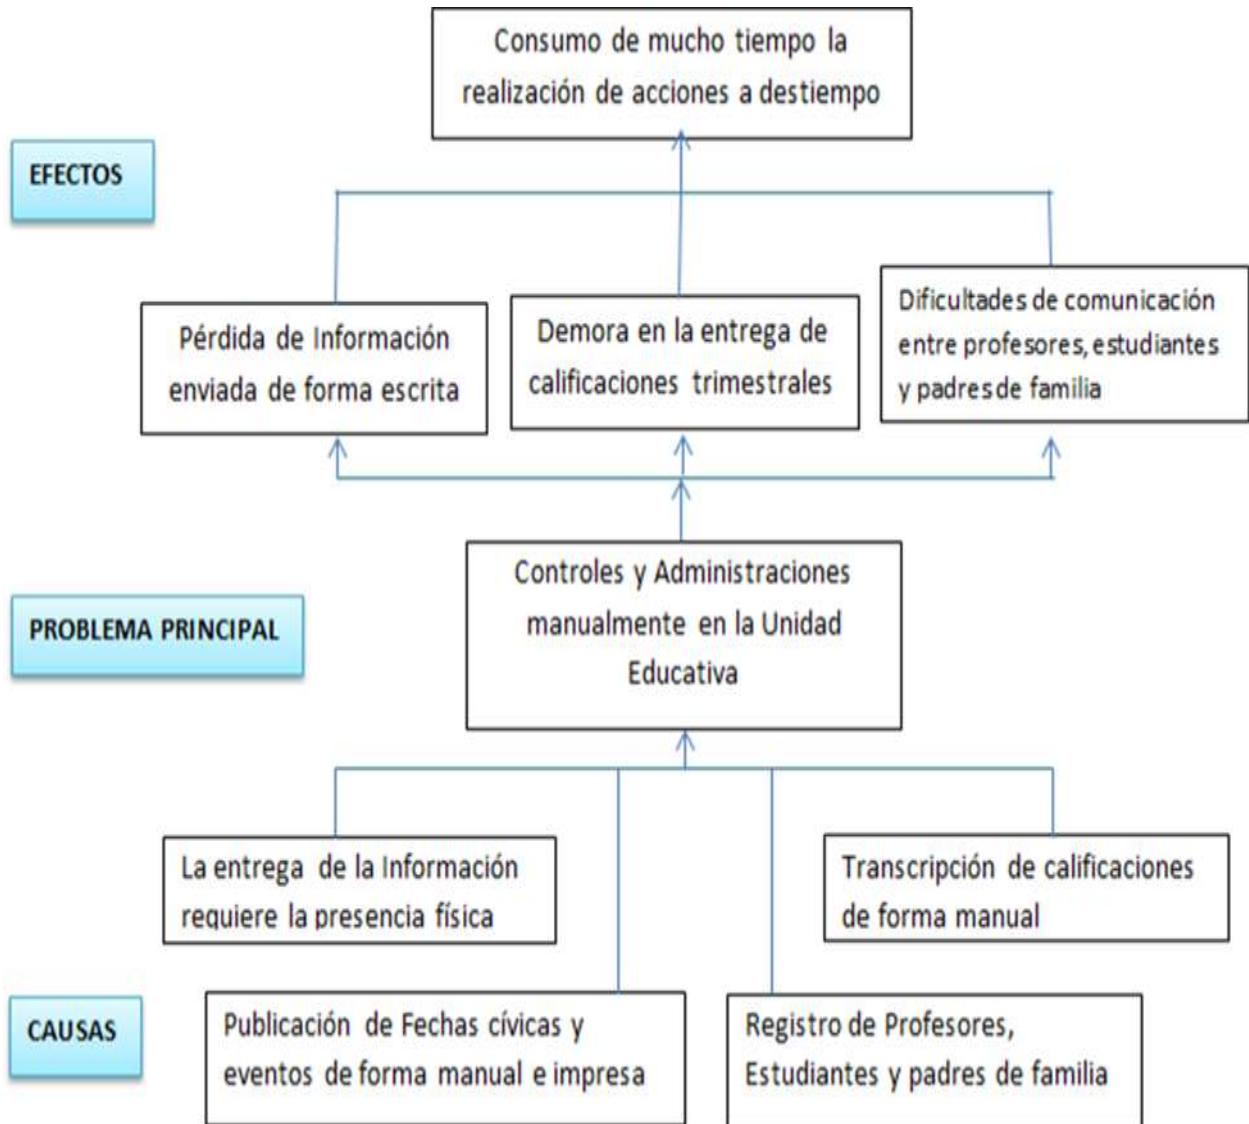 Consumo de mucho tiempo la
realización de acciones a destiempo
EFECTOS
Pérdida de Información
enviada de forma escrita
Demora en la entrega de
calificaciones trimestrales
Dificultades de comunicación
entre profesores, estudiantes
y padres de familia
Controles y Administraciones
manualmente en la Unidad
Educativa
PROBLEMA PRINCIPAL
La entrega de la Información
requiere la presencia física
Transcripción de calificaciones
de forma manual
CAUSAS
Publicación de Fechas cívicas y
eventos de forma manual e impresa
Registro de Profesores,
Estudiantes y padres de familia